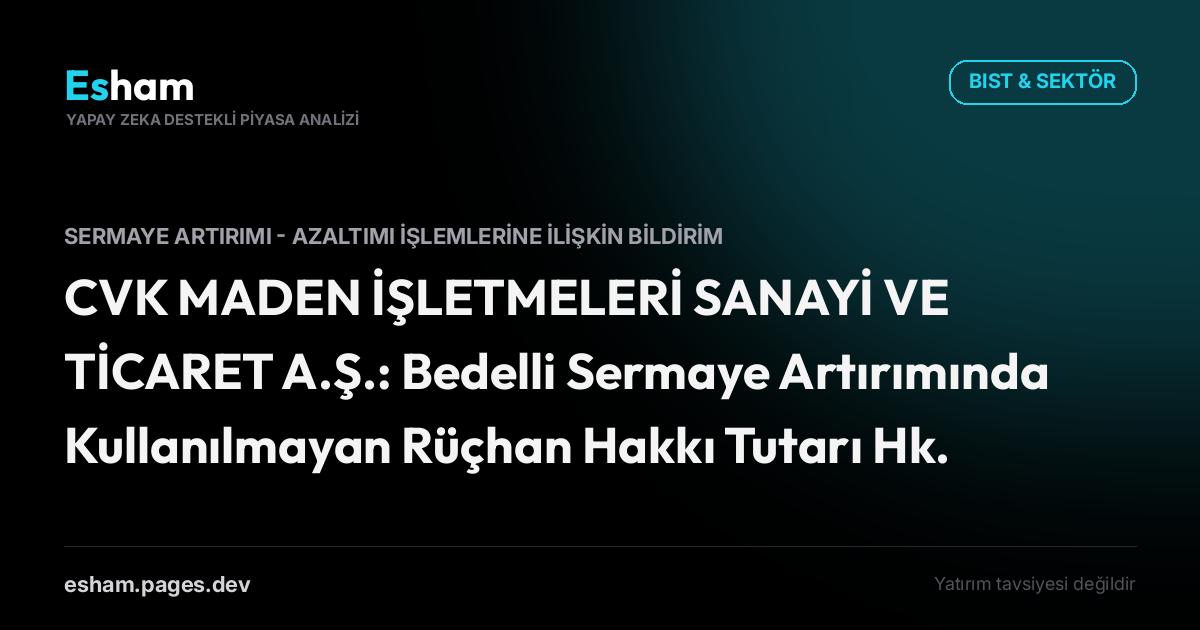 Esham
BIST & SEKTÖR
YAPAY ZEKA DESTEKLİ PİYASA ANALİZİ
SERMAYE ARTIRIMI - AZALTIMI İŞLEMLERİNE İLİŞKİN BİLDİRİM
CVK MADEN İŞLETMELERİ SANAYİ VE
TİCARET A.Ş.: Bedelli Sermaye Artırımında
Kullanılmayan Rüçhan Hakkı Tutarı Hk.
esham.pages.dev
Yatırım tavsiyesi değildir